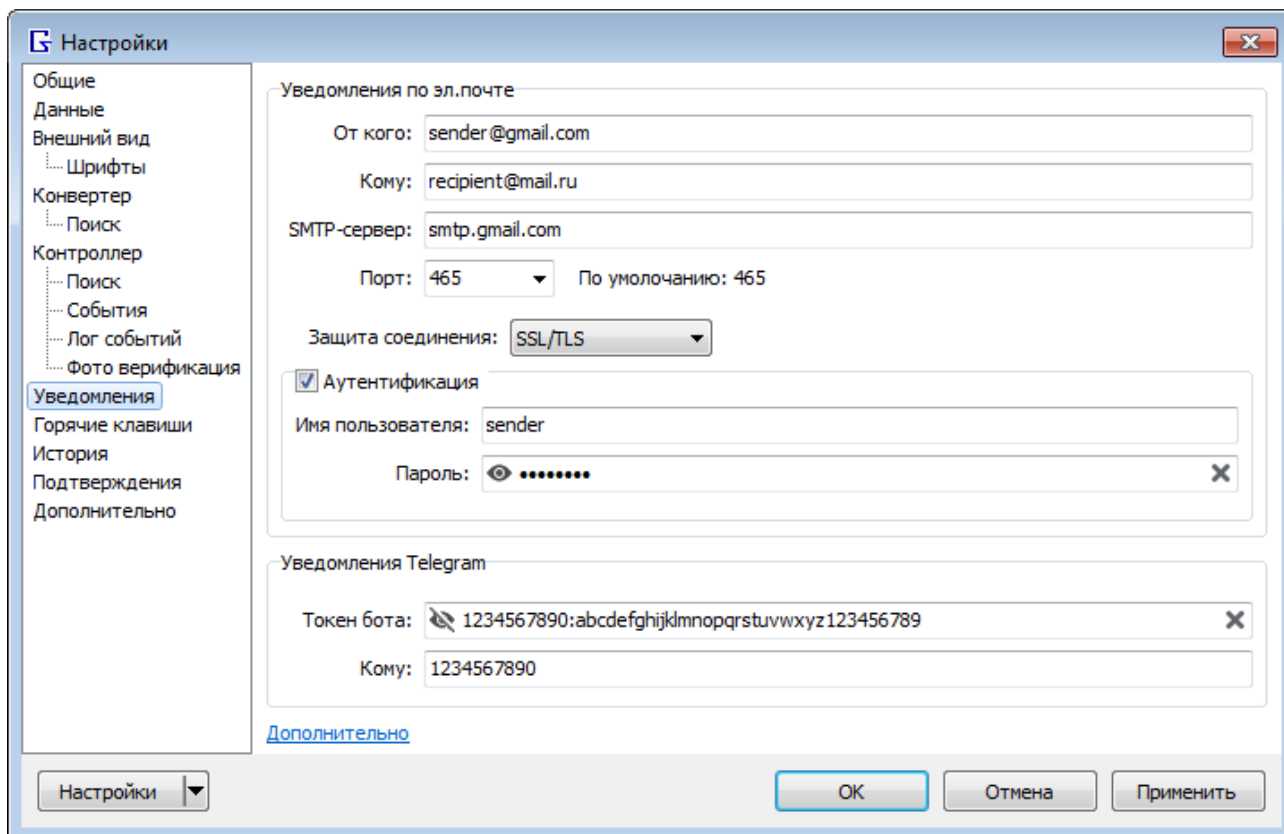 Настройки
Общие
Данные
Внешний вид
Шрифты
Конвертер
Поиск
Контроллер
Поиск
События
Лог событий
Фото верификация
Уведомления
Горячие клавиши
История
Подтверждения
Дополнительно
Уведомления по эл.почте
От кого: sender@gmail.com
Кому: recipient@mail.ru
SMTP-сервер: smtp.gmail.com
Порт: 465 По умолчанию: 465
Защита соединения: SSL/TLS
Аутентификация
Имя пользователя: sender
Пароль: ••••••••
Уведомления Telegram
Токен бота: 1234567890:abcdefghijklmnopqrstuvwxyz123456789
Кому: 1234567890
Дополнительно
Настройки OK Отмена Применить